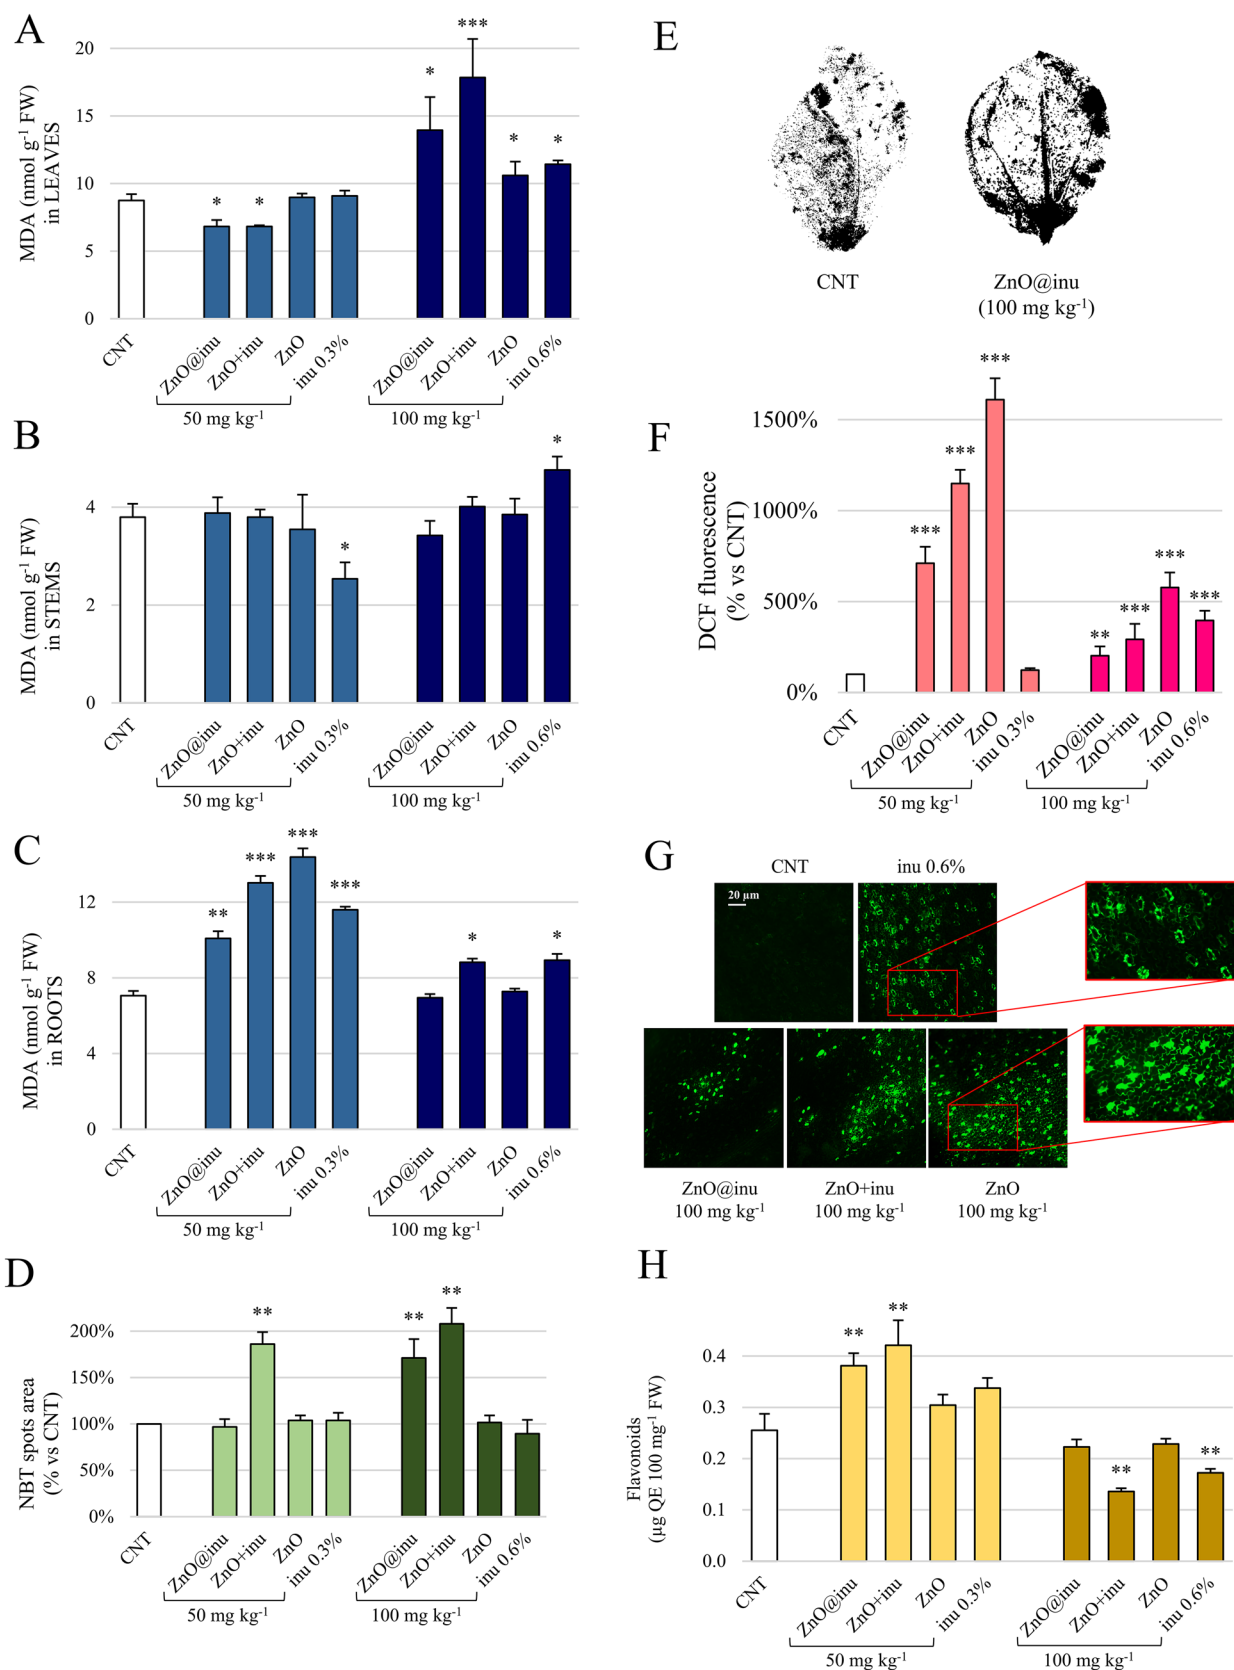 A
MDA (nmol g⁻¹ FW)
in LEAVES
20
15
10
5
0
*
*
*
***
*
*
CNT
ZnO@inu
ZnO+inu
ZnO
inu 0.3%
ZnO@inu
ZnO+inu
ZnO
inu 0.6%
50 mg kg⁻¹
100 mg kg⁻¹
B
MDA (nmol g⁻¹ FW)
in STEMS
4
2
0
*
*
CNT
ZnO@inu
ZnO+inu
ZnO
inu 0.3%
ZnO@inu
ZnO+inu
ZnO
inu 0.6%
50 mg kg⁻¹
100 mg kg⁻¹
C
MDA (nmol g⁻¹ FW)
in ROOTS
12
8
4
0
**
***
***
***
*
*
CNT
ZnO@inu
ZnO+inu
ZnO
inu 0.3%
ZnO@inu
ZnO+inu
ZnO
inu 0.6%
50 mg kg⁻¹
100 mg kg⁻¹
D
NBT spots area
(% vs CNT)
200%
150%
100%
50%
0%
**
**
**
CNT
ZnO@inu
ZnO+inu
ZnO
inu 0.3%
ZnO@inu
ZnO+inu
ZnO
inu 0.6%
50 mg kg⁻¹
100 mg kg⁻¹
E
CNT
ZnO@inu
(100 mg kg⁻¹)
F
DCF fluorescence
(% vs CNT)
1500%
1000%
500%
0%
***
***
***
**
***
***
***
CNT
ZnO@inu
ZnO+inu
ZnO
inu 0.3%
ZnO@inu
ZnO+inu
ZnO
inu 0.6%
50 mg kg⁻¹
100 mg kg⁻¹
G
CNT
inu 0.6%
20 µm
ZnO@inu
100 mg kg⁻¹
ZnO+inu
100 mg kg⁻¹
ZnO
100 mg kg⁻¹
H
Flavonoids
(µg QE 100 mg⁻¹ FW)
0.4
0.3
0.2
0.1
0.0
**
**
**
**
CNT
ZnO@inu
ZnO+inu
ZnO
inu 0.3%
ZnO@inu
ZnO+inu
ZnO
inu 0.6%
50 mg kg⁻¹
100 mg kg⁻¹